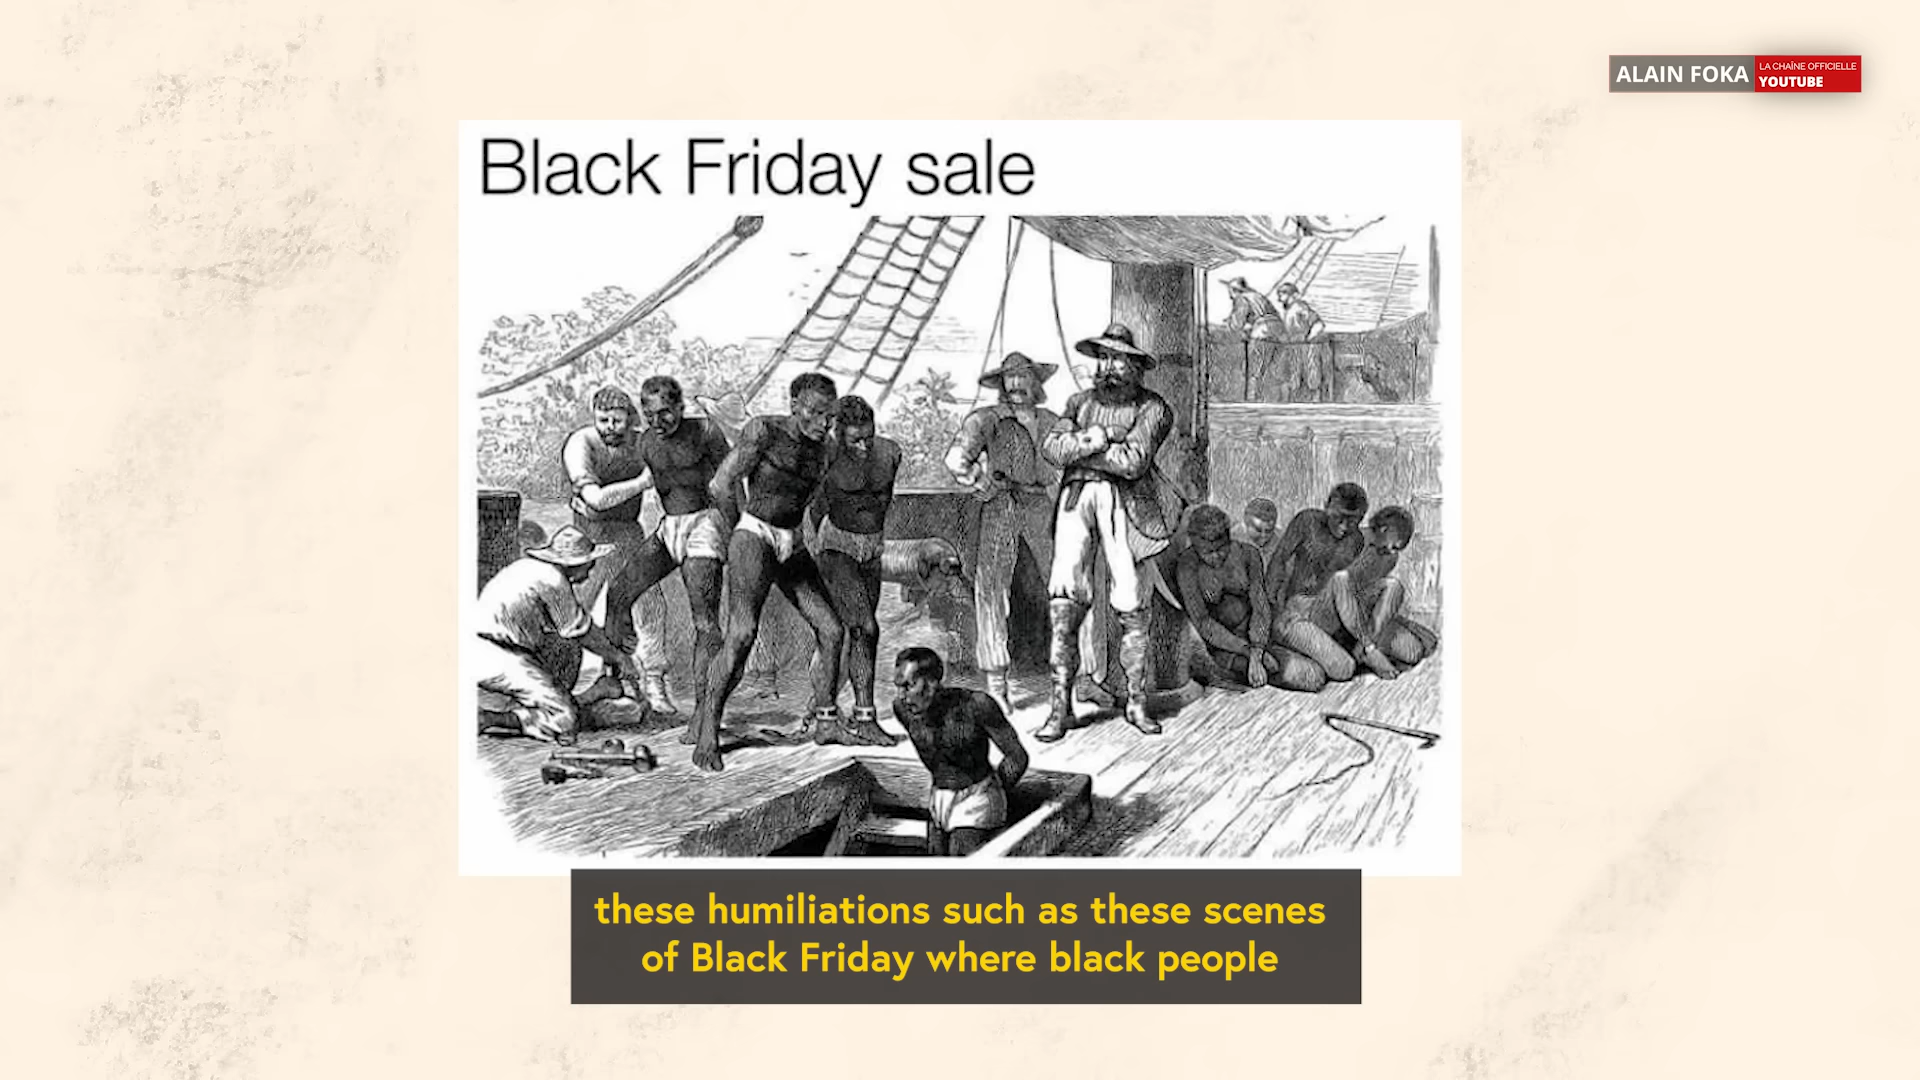 ALAIN FOKA
LA CHAÎNE OFFICIELLE
YOUTUBE
Black Friday sale
these humiliations such as these scenes
of Black Friday where black people